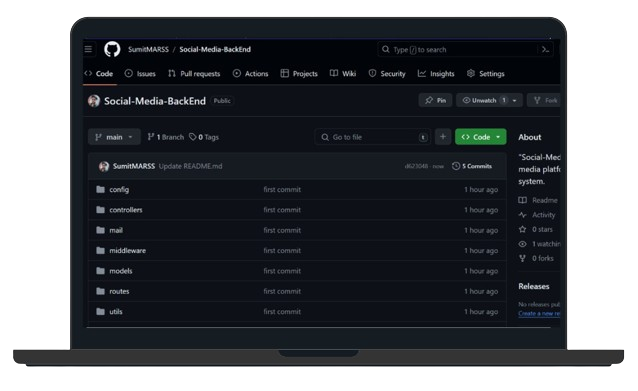 SumitMARSS / Social-Media-BackEnd
Type / to search
Code Issues Pull requests Actions Projects Wiki Security Insights Settings
Social-Media-BackEnd Public
Pin Unwatch 1 Fork
main 1 Branch 0 Tags Go to file Code
About
SumitMARSS Update README.md d623048 · now 5 Commits
"Social-Med
media platf
system.
config first commit 1 hour ago
controllers first commit 1 hour ago
mail first commit 1 hour ago
middleware first commit 1 hour ago
models first commit 1 hour ago
routes first commit 1 hour ago
utils first commit 1 hour ago
Readme
Activity
0 stars
1 watchin
0 forks
Releases
No releases pub
Create a new rel